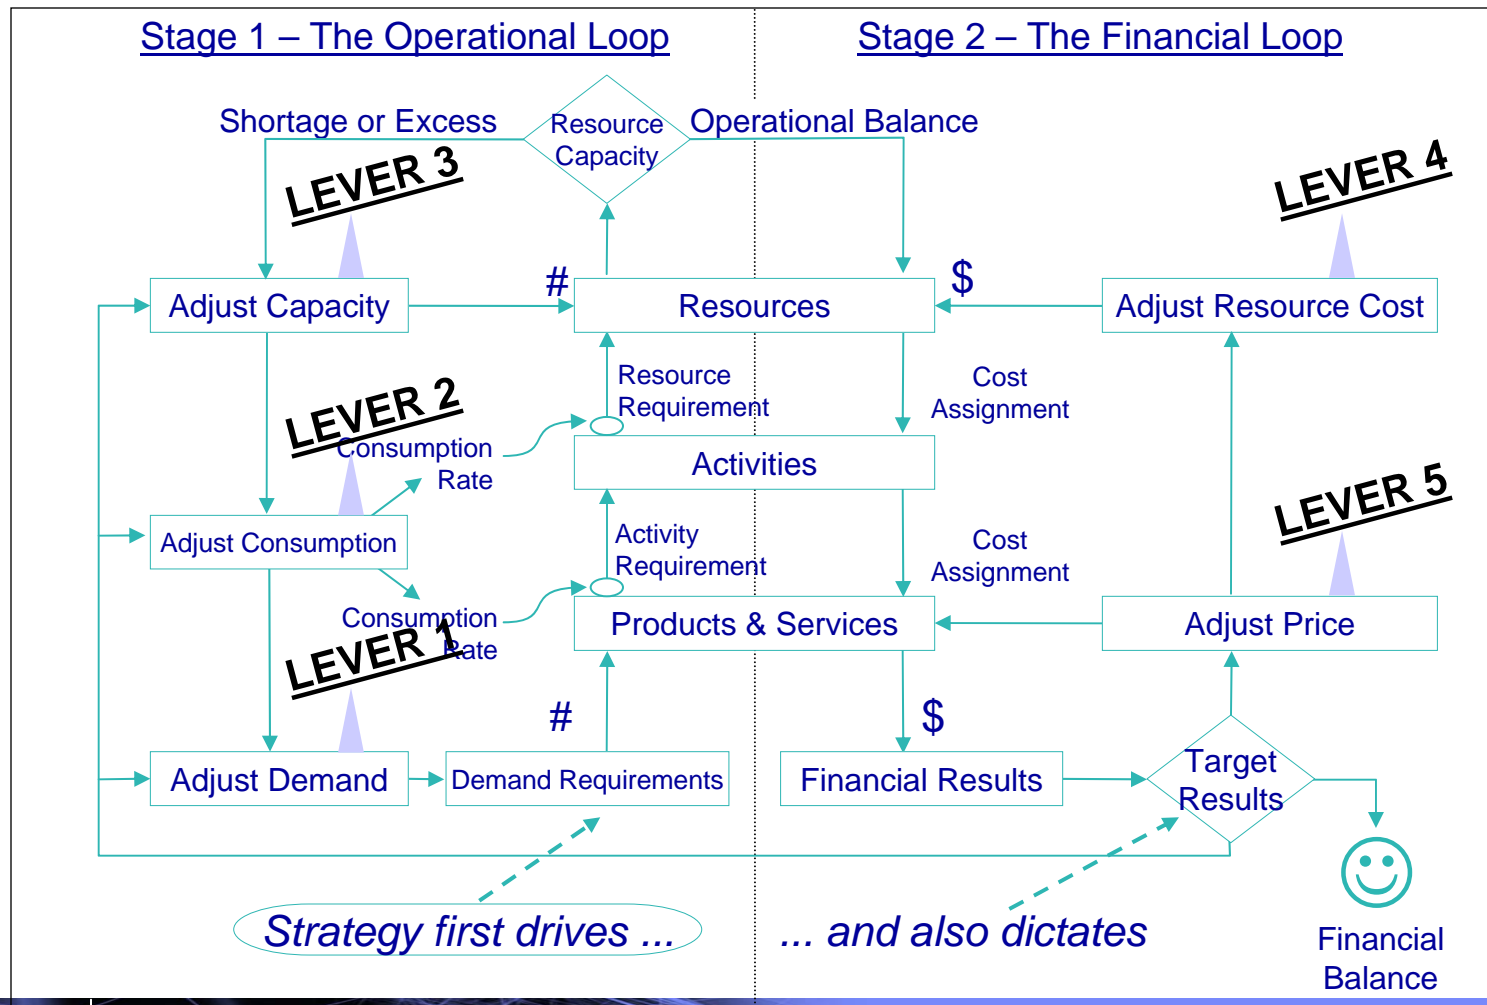 Stage 1 – The Operational Loop
Stage 2 – The Financial Loop
Shortage or Excess
Resource
Capacity
Operational Balance
LEVER 3
LEVER 4
#
$
Adjust Capacity
Resources
Adjust Resource Cost
Resource
Requirement
Cost
Assignment
LEVER 2
Consumption
Rate
Activities
LEVER 5
Adjust Consumption
Activity
Requirement
Cost
Assignment
Consumption
Rate
LEVER 1
Products & Services
Adjust Price
#
$
Adjust Demand
Demand Requirements
Financial Results
Target
Results
Strategy first drives ...
... and also dictates
Financial
Balance